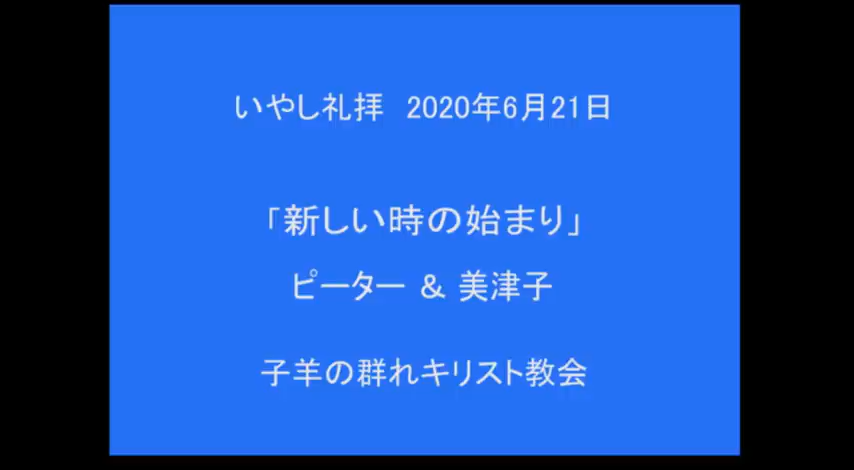 いやし礼拝 2020年6月21日
「新しい時の始まり」
ピーター & 美津子
子羊の群れキリスト教会